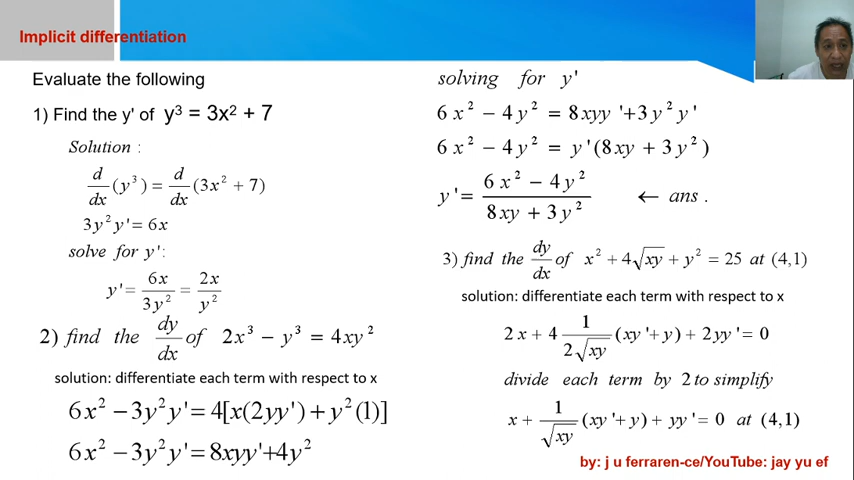 Implicit differentiation
Evaluate the following
1) Find the y' of y³ = 3x² + 7
Solution :
d/dx (y³) = d/dx (3x² + 7)
3y² y' = 6x
solve for y':
y' = 6x/3y² = 2x/y²
2) find the dy/dx of 2x³ − y³ = 4xy²
solution: differentiate each term with respect to x
6x² − 3y² y' = 4[x(2yy') + y²(1)]
6x² − 3y² y' = 8xyy' + 4y²
solving for y'
6x² − 4y² = 8xyy' + 3y² y'
6x² − 4y² = y'(8xy + 3y²)
y' = (6x² − 4y²)/(8xy + 3y²) ← ans .
3) find the dy/dx of x² + 4√xy + y² = 25 at (4,1)
solution: differentiate each term with respect to x
2x + 4 1/(2√xy) (xy' + y) + 2yy' = 0
divide each term by 2 to simplify
x + 1/√xy (xy' + y) + yy' = 0 at (4,1)
by: j u ferraren-ce/YouTube: jay yu ef